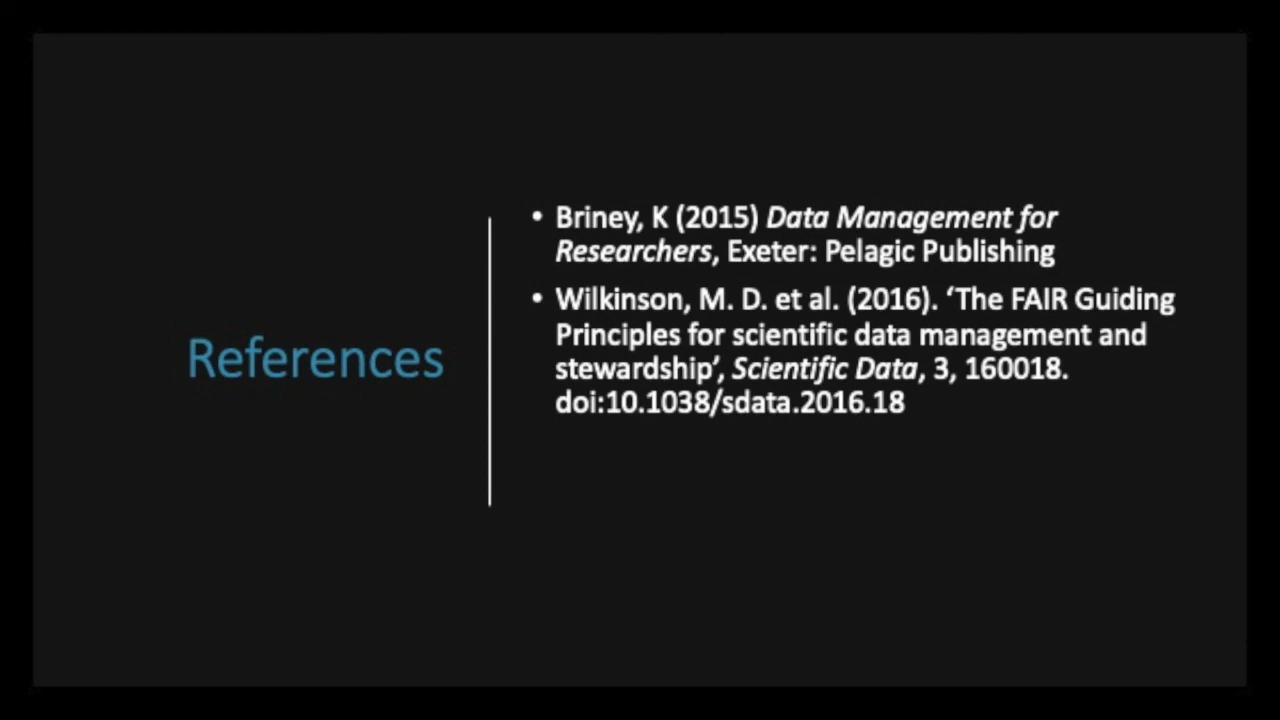 References
• Briney, K (2015) Data Management for
Researchers, Exeter: Pelagic Publishing
• Wilkinson, M. D. et al. (2016). ‘The FAIR Guiding
Principles for scientific data management and
stewardship’, Scientific Data, 3, 160018.
doi:10.1038/sdata.2016.18